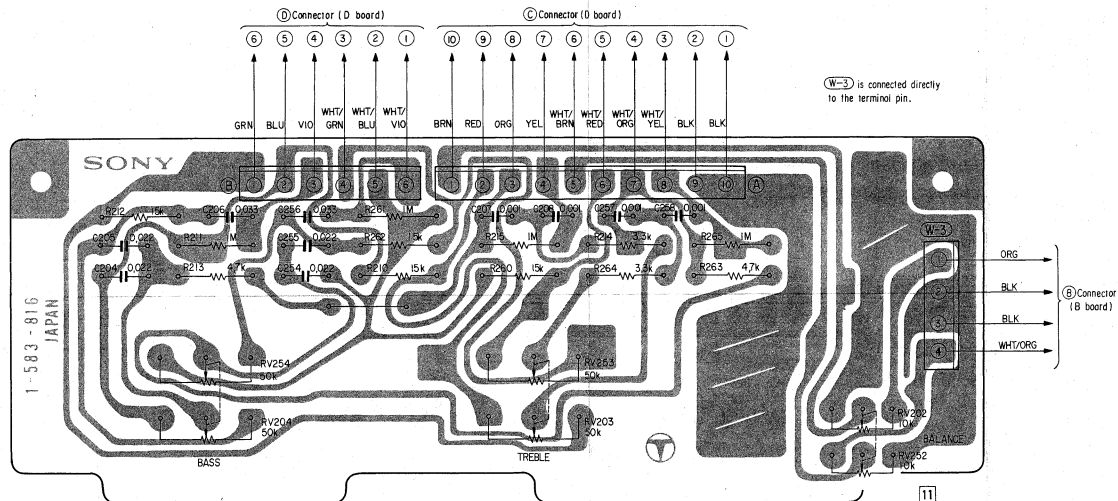 Ⓓ Connector (D board)
Ⓒ Connector (D board)
⑥ ⑤ ④ ③ ② ①
⑩ ⑨ ⑧ ⑦ ⑥ ⑤ ④ ③ ② ①
W-3 is connected directly
to the terminal pin.
GRN BLU VIO WHT/GRN WHT/BLU WHT/VIO
BRN RED ORG YEL WHT/BRN WHT/RED WHT/ORG WHT/YEL BLK BLK
SONY
Ⓑ ① ② ③ ④ ⑤ ⑥
① ② ③ ④ ⑤ ⑥ ⑦ ⑧ ⑨ ⑩ Ⓐ
R212 15k C206 0.033 C256 0.033 R261 1M C207 0.001 C208 0.001 C257 0.001 C258 0.001
C205 0.022 R211 1M C255 0.022 R262 15k R215 1M R214 3.3k R265 1M
C204 0.022 R213 4.7k C254 0.022 R210 15k R260 15k R264 3.3k R263 4.7k
W-3
① ORG
② BLK
③ BLK
④ WHT/ORG
Ⓑ Connector
(B board)
1-583-816
JAPAN
RV254
50k
RV253
50k
RV204
50k
RV203
50k
RV202
10k
BASS
TREBLE
BALANCE
RV252
10k
11